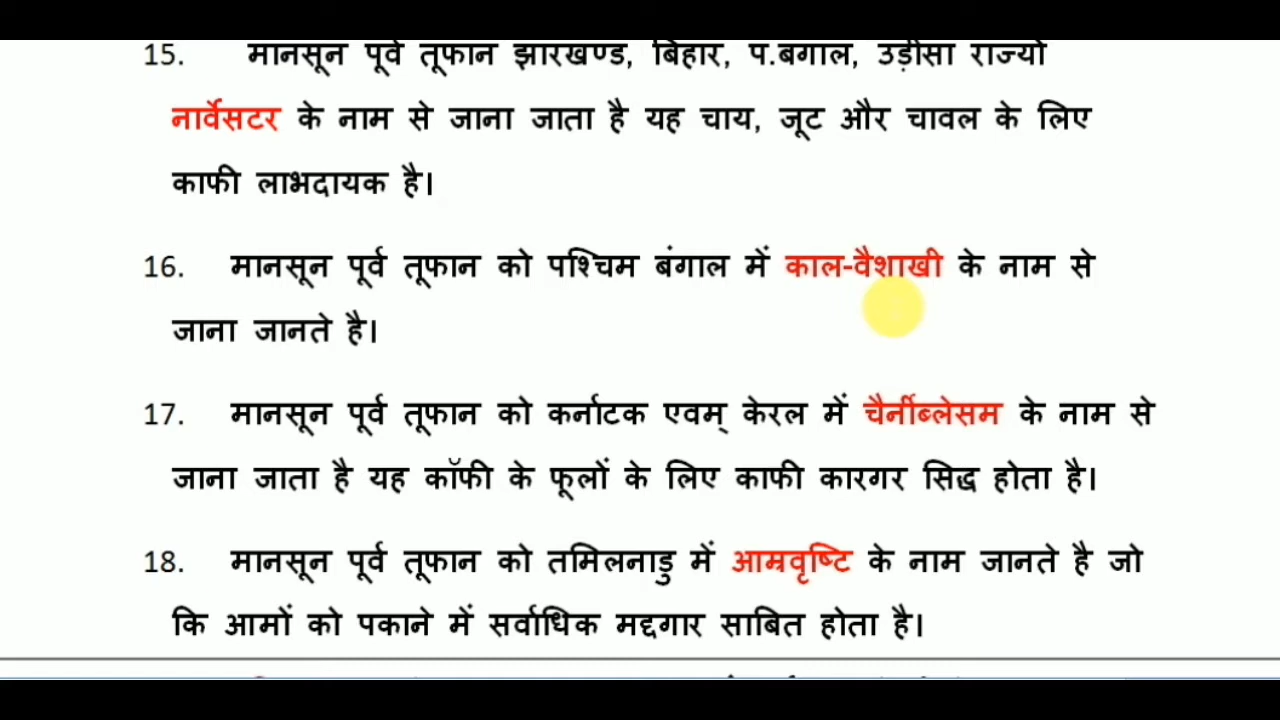 15. मानसून पूर्व तूफान झारखण्ड, बिहार, प.बंगाल, उड़ीसा राज्यो
नार्वेसटर के नाम से जाना जाता है यह चाय, जूट और चावल के लिए
काफी लाभदायक है।
16. मानसून पूर्व तूफान को पश्चिम बंगाल में काल-वैशाखी के नाम से
जाना जानते है।
17. मानसून पूर्व तूफान को कर्नाटक एवम् केरल में चैर्नीब्लेसम के नाम से
जाना जाता है यह कॉफी के फूलों के लिए काफी कारगर सिद्ध होता है।
18. मानसून पूर्व तूफान को तमिलनाडु में आम्रवृष्टि के नाम जानते है जो
कि आमों को पकाने में सर्वाधिक मद्दगार साबित होता है।